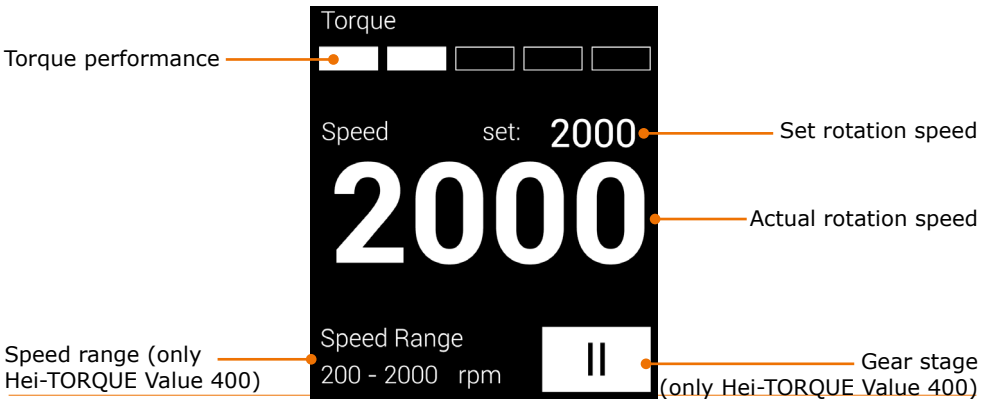 Torque
Torque performance
Speed set: 2000
Set rotation speed
2000
Actual rotation speed
Speed Range
200 - 2000 rpm
II
Speed range (only
Hei-TORQUE Value 400)
Gear stage
(only Hei-TORQUE Value 400)